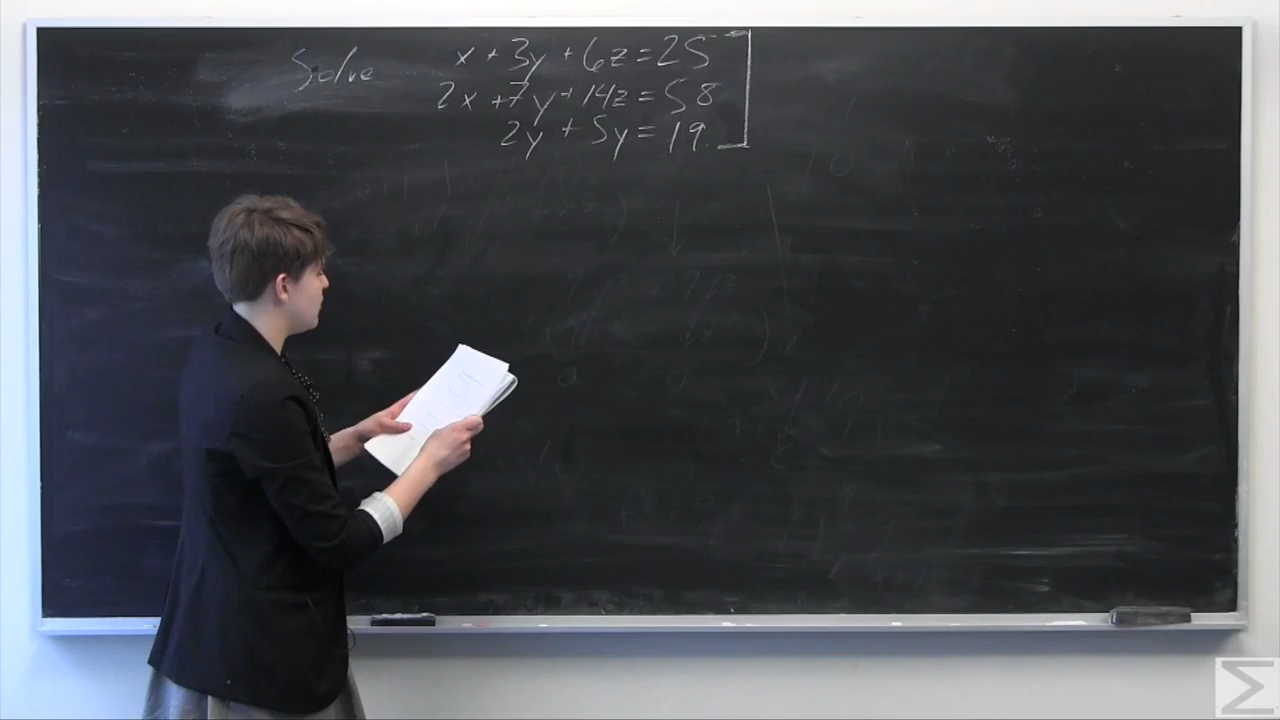 Solve x + 3y + 6z = 25
2x + 7y + 14z = 58
2y + 5y = 19
Σ